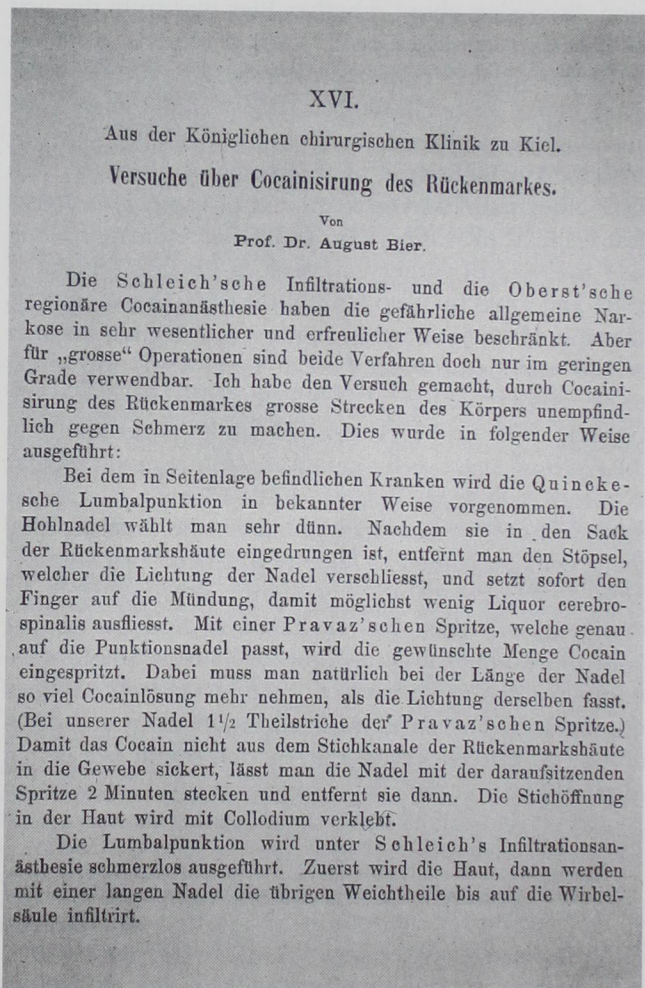 XVI.
Aus der Königlichen chirurgischen Klinik zu Kiel.
Versuche über Cocainisirung des Rückenmarkes.
Von
Prof. Dr. August Bier.
Die Schleich'sche Infiltrations- und die Oberst'sche
regionäre Cocainanästhesie haben die gefährliche allgemeine Nar-
kose in sehr wesentlicher und erfreulicher Weise beschränkt. Aber
für „grosse“ Operationen sind beide Verfahren doch nur im geringen
Grade verwendbar. Ich habe den Versuch gemacht, durch Cocaini-
sirung des Rückenmarkes grosse Strecken des Körpers unempfind-
lich gegen Schmerz zu machen. Dies wurde in folgender Weise
ausgeführt:
Bei dem in Seitenlage befindlichen Kranken wird die Quincke-
sche Lumbalpunktion in bekannter Weise vorgenommen. Die
Hohlnadel wählt man sehr dünn. Nachdem sie in den Sack
der Rückenmarkshäute eingedrungen ist, entfernt man den Stöpsel,
welcher die Lichtung der Nadel verschliesst, und setzt sofort den
Finger auf die Mündung, damit möglichst wenig Liquor cerebro-
spinalis ausfliesst. Mit einer Pravaz'schen Spritze, welche genau
auf die Punktionsnadel passt, wird die gewünschte Menge Cocain
eingespritzt. Dabei muss man natürlich bei der Länge der Nadel
so viel Cocainlösung mehr nehmen, als die Lichtung derselben fasst.
(Bei unserer Nadel 1 1/2 Theilstriche der Pravaz'schen Spritze.)
Damit das Cocain nicht aus dem Stichkanale der Rückenmarkshäute
in die Gewebe sickert, lässt man die Nadel mit der daraufsitzenden
Spritze 2 Minuten stecken und entfernt sie dann. Die Stichöffnung
in der Haut wird mit Collodium verklebt.
Die Lumbalpunktion wird unter Schleich's Infiltrationsan-
ästhesie schmerzlos ausgeführt. Zuerst wird die Haut, dann werden
mit einer langen Nadel die übrigen Weichtheile bis auf die Wirbel-
säule infiltrirt.